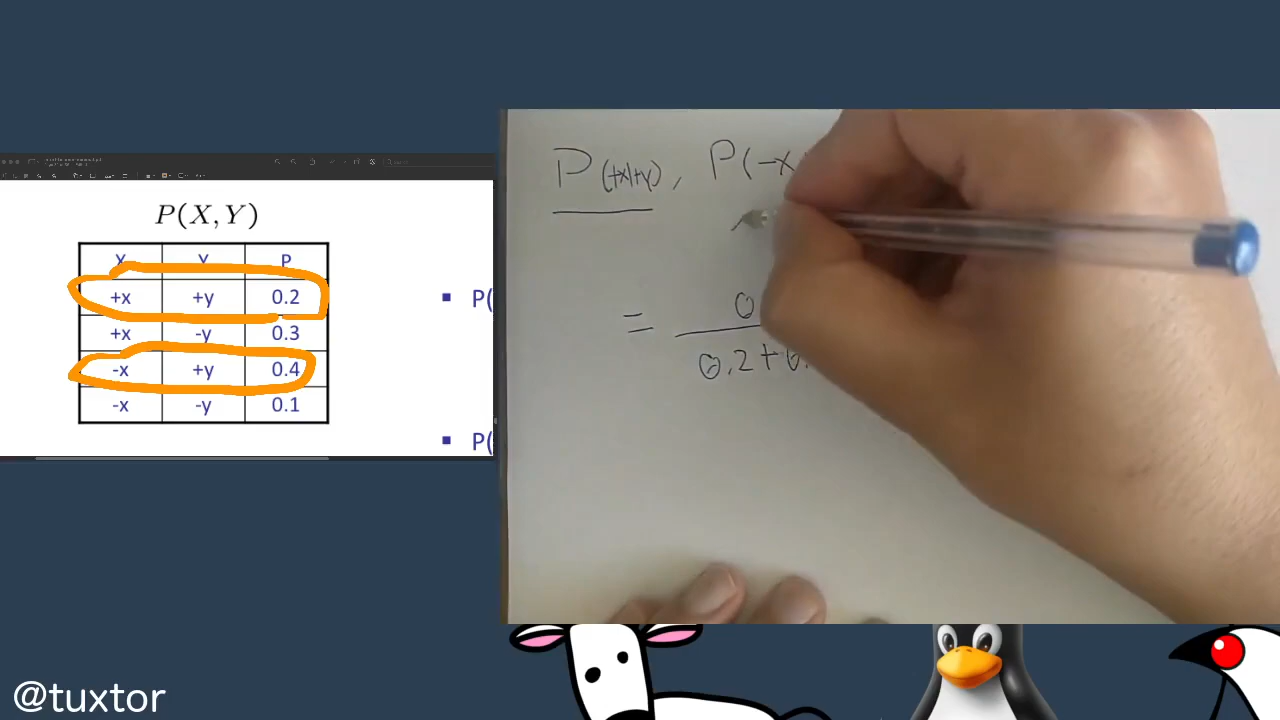 P(X,Y)
X Y P
+x +y 0.2
+x -y 0.3
-x +y 0.4
-x -y 0.1
▪ P(
▪ P(
P(+x|+y), P(-x
= 0
0.2+0.
@tuxtor